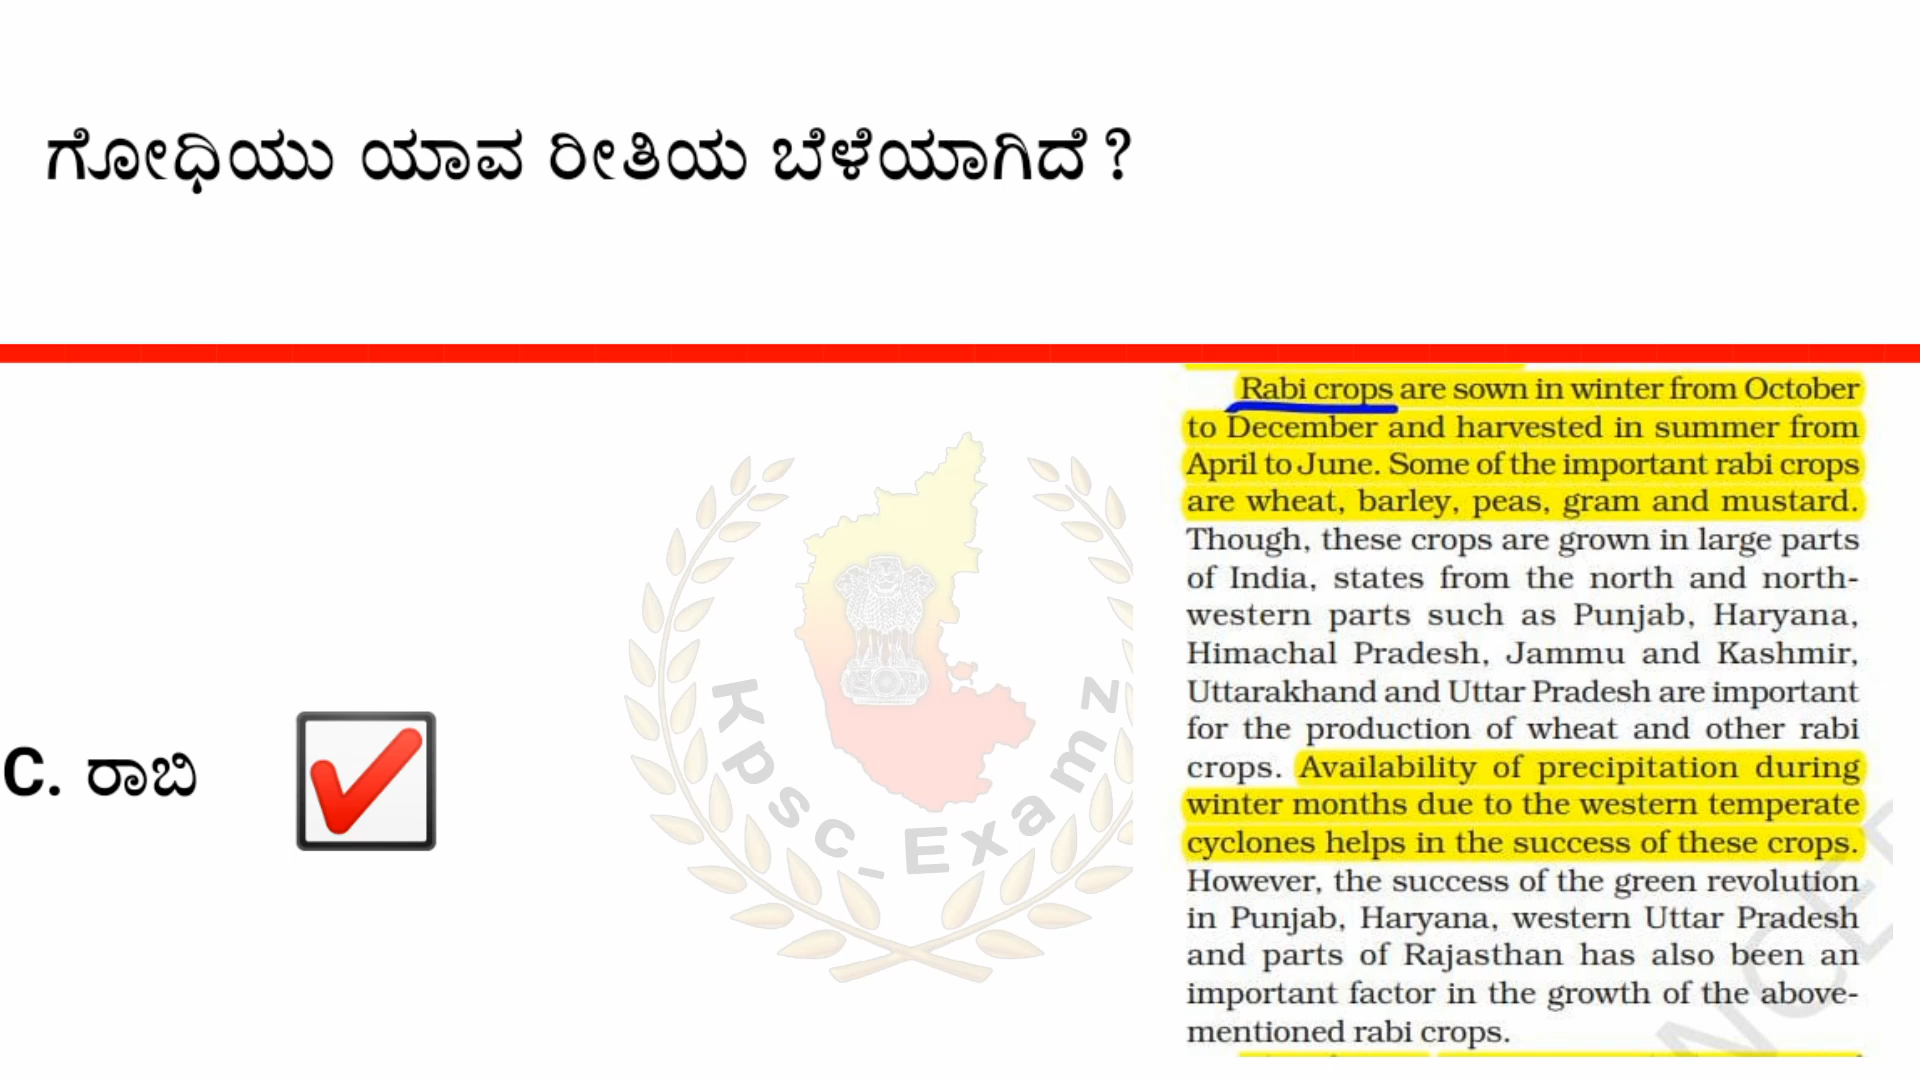 ಗೋಧಿಯು ಯಾವ ರೀತಿಯ ಬೆಳೆಯಾಗಿದೆ ?
C. ರಾಬಿ
Kpsc_Examz
Rabi crops are sown in winter from October
to December and harvested in summer from
April to June. Some of the important rabi crops
are wheat, barley, peas, gram and mustard.
Though, these crops are grown in large parts
of India, states from the north and north-
western parts such as Punjab, Haryana,
Himachal Pradesh, Jammu and Kashmir,
Uttarakhand and Uttar Pradesh are important
for the production of wheat and other rabi
crops. Availability of precipitation during
winter months due to the western temperate
cyclones helps in the success of these crops.
However, the success of the green revolution
in Punjab, Haryana, western Uttar Pradesh
and parts of Rajasthan has also been an
important factor in the growth of the above-
mentioned rabi crops.